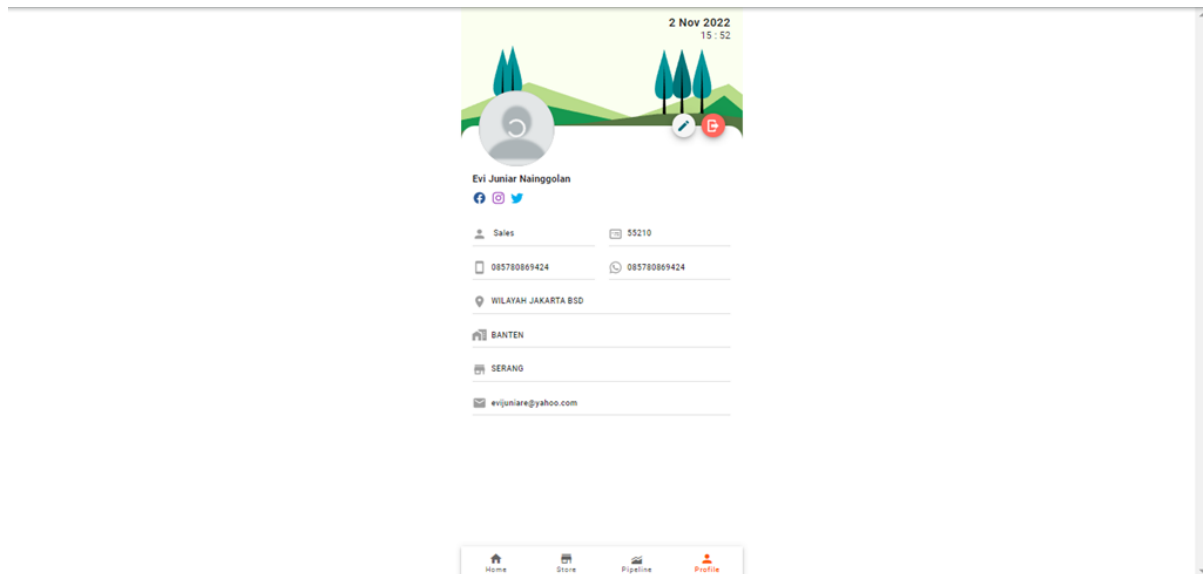 2 Nov 2022
15 : 52
Evi Juniar Nainggolan
Sales
55210
085780869424
085780869424
WILAYAH JAKARTA BSD
BANTEN
SERANG
evijuniare@yahoo.com
Home
Store
Pipeline
Profile